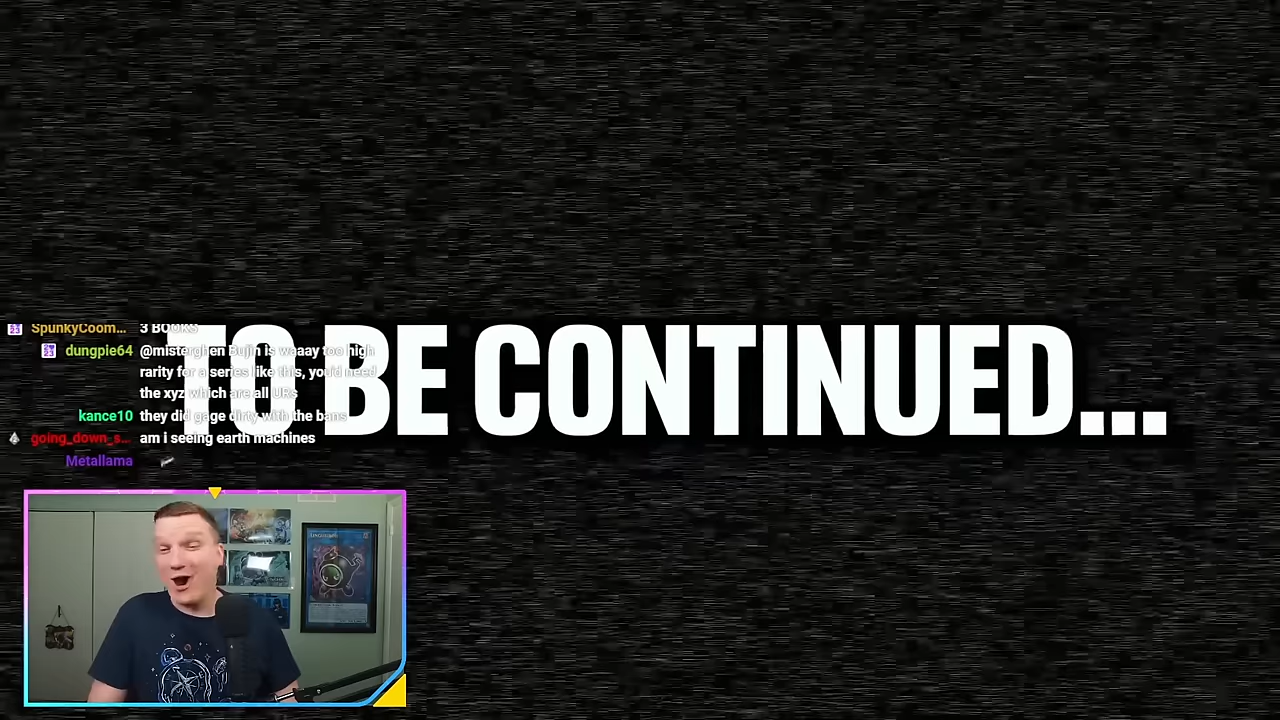 SpunkyCoom... 3 BOOKS
dungpie64 @misterghen Bujin is waaay too high
rarity for a series like this, you'd need
the xyz which are all URs
kance10 they did gage dirty with the bans
going_down_s... am i seeing earth machines
Metallama
TO BE CONTINUED...